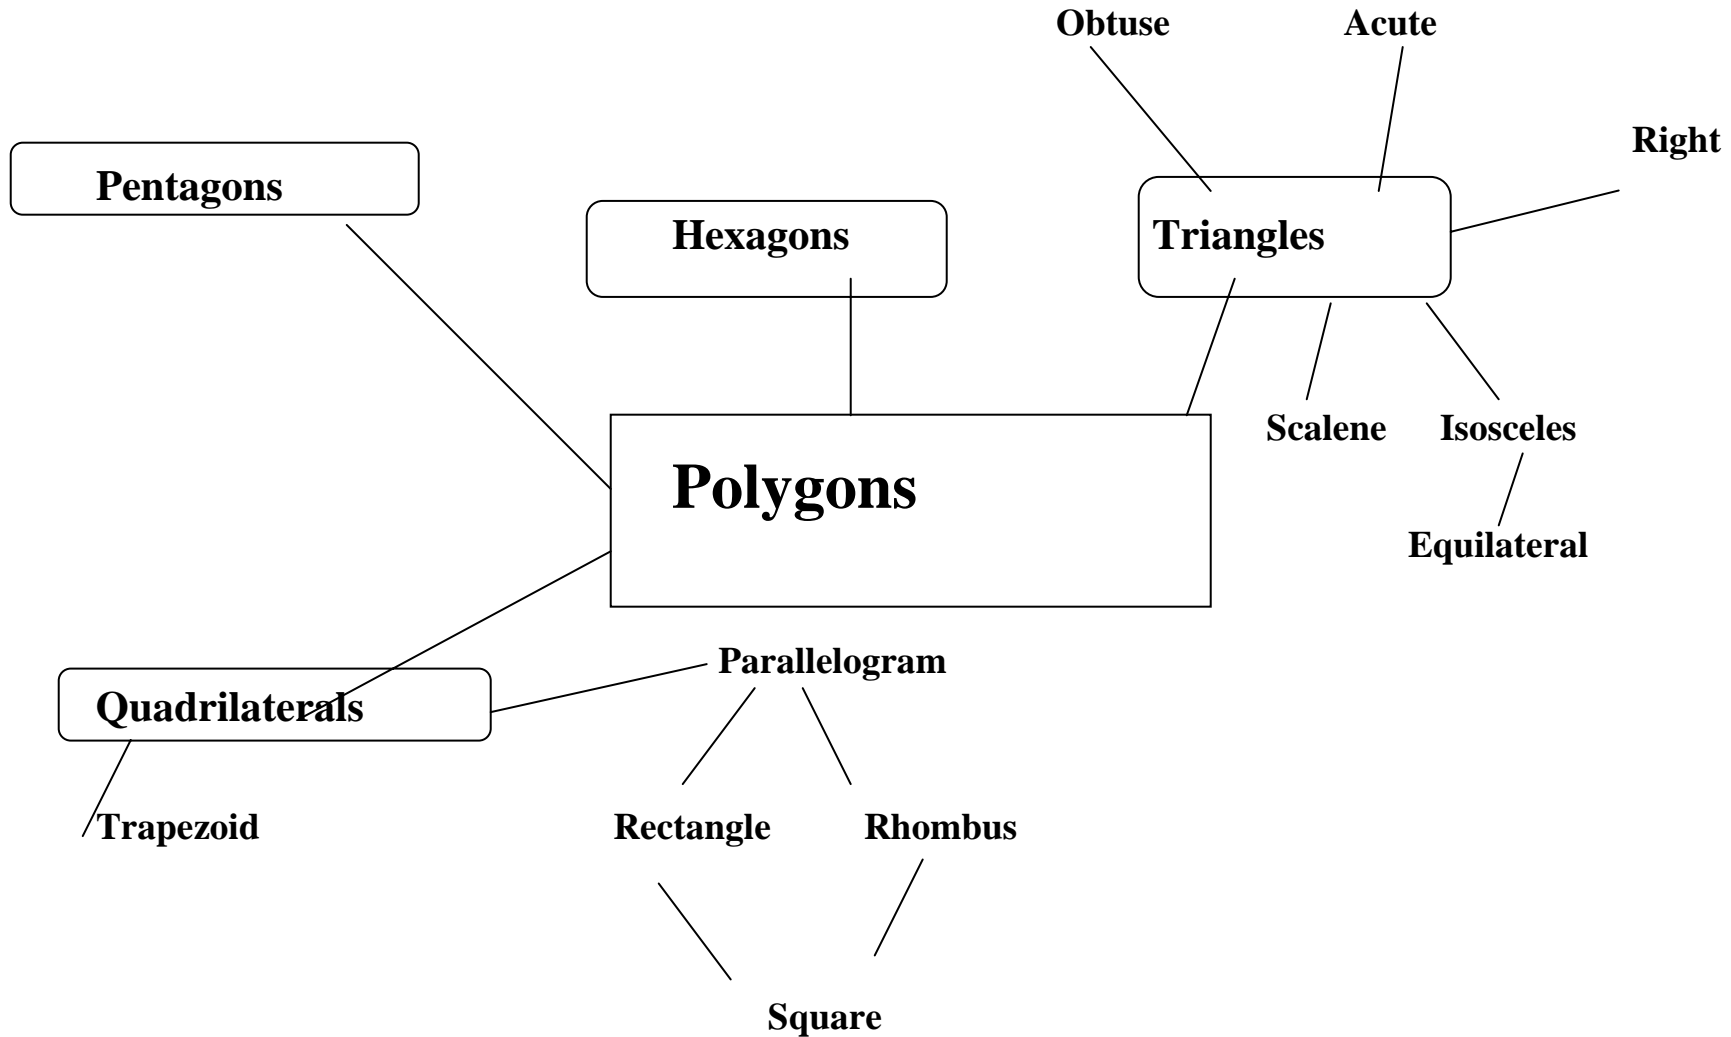 Obtuse
Acute
Right
Pentagons
Hexagons
Triangles
Scalene
Isosceles
Polygons
Equilateral
Parallelogram
Quadrilaterals
Trapezoid
Rectangle
Rhombus
Square